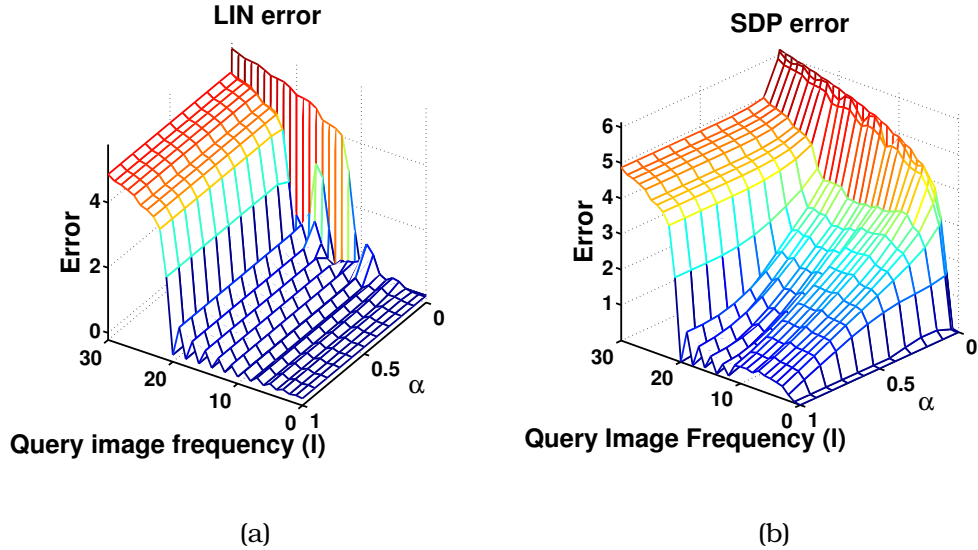 LIN error
4
2
0
Error
30
20
10
0
1
0.5
0
α
Query image frequency (l)
(a)
SDP error
6
5
4
3
2
1
Error
30
20
10
0
1
0.5
0
α
Query Image Frequency (l)
(b)